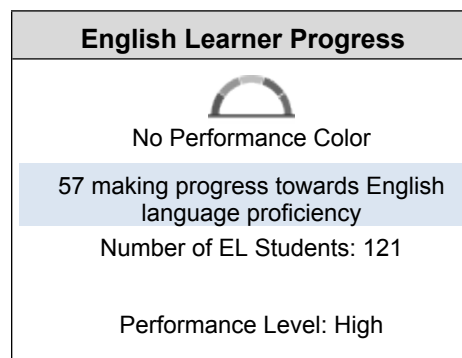 English Learner Progress
No Performance Color
57 making progress towards English
language proficiency
Number of EL Students: 121
Performance Level: High